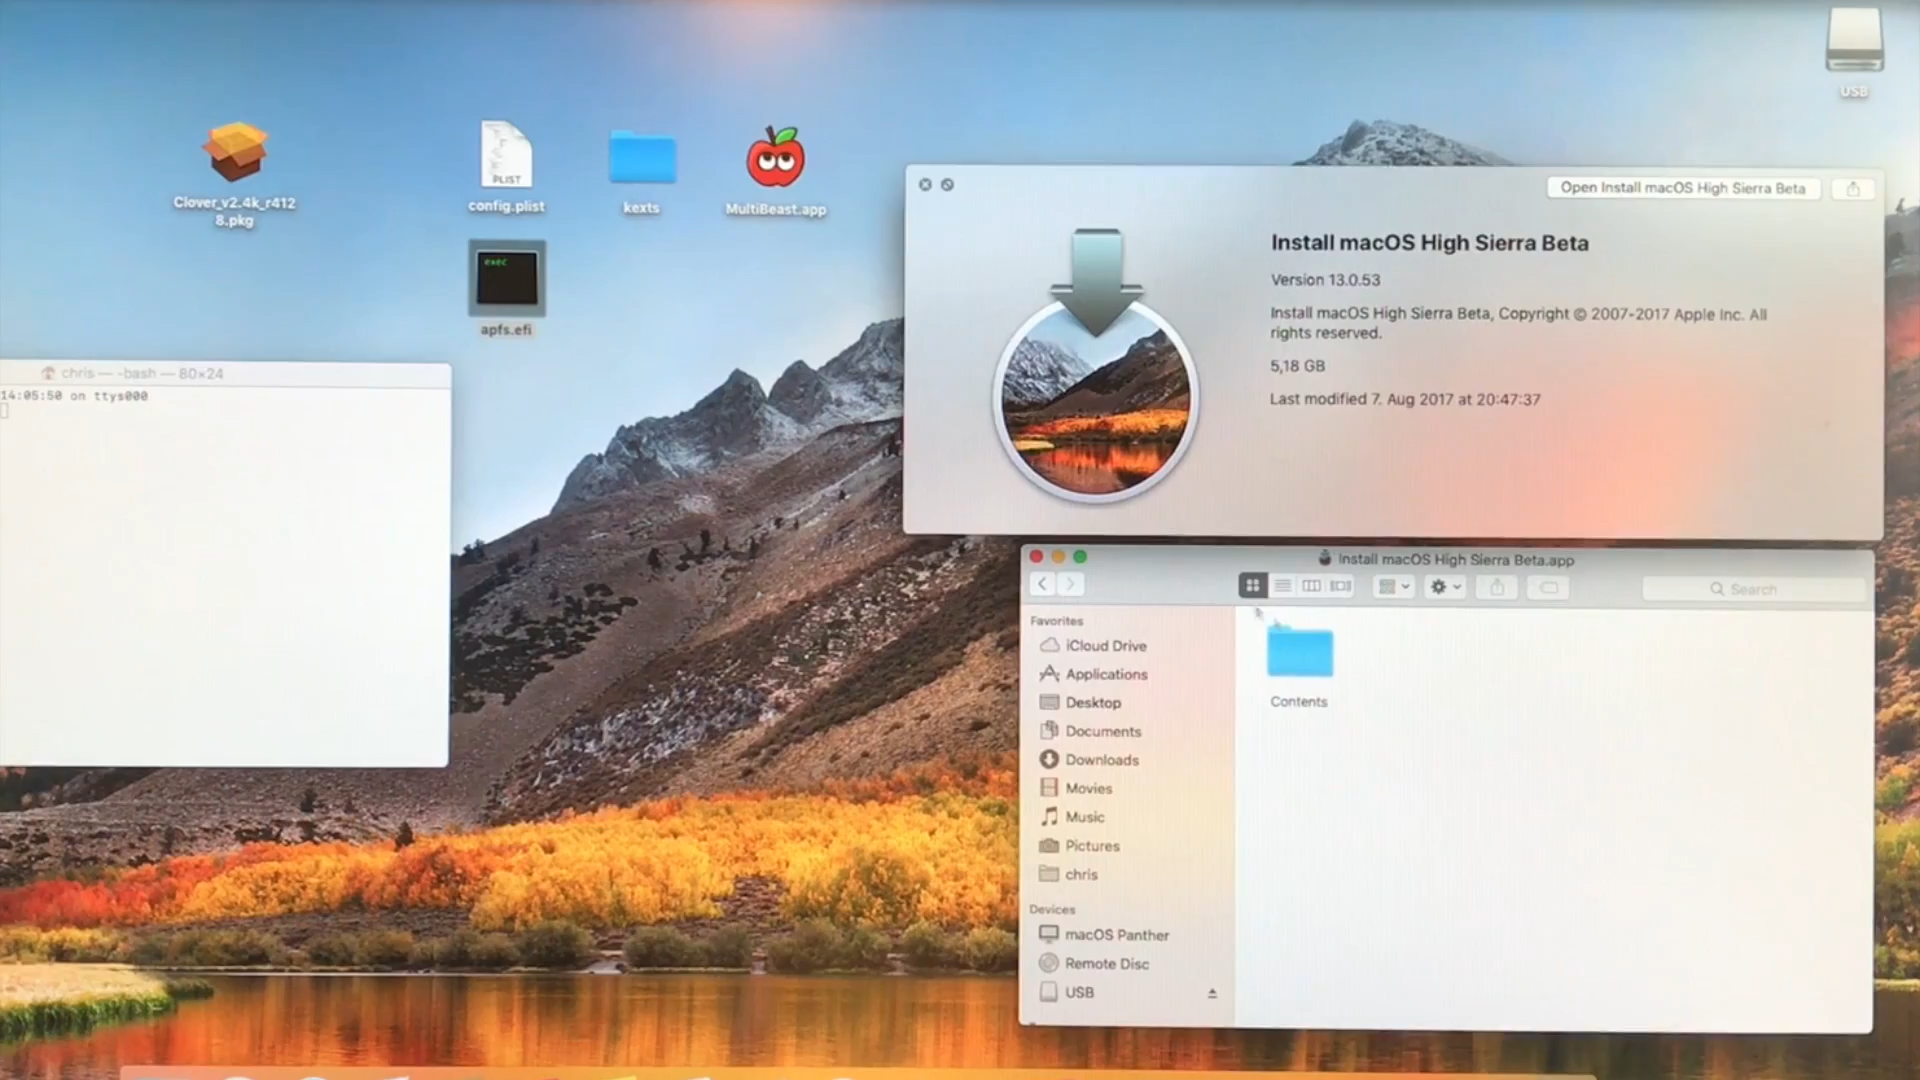 USB
Clover_v2.4k_r412
8.pkg
PLIST
config.plist
kexts
MultiBeast.app
exec
apfs.efi
chris — -bash — 80×24
14:05:50 on ttys000
Open Install macOS High Sierra Beta
Install macOS High Sierra Beta
Version 13.0.53
Install macOS High Sierra Beta, Copyright © 2007-2017 Apple Inc. All
rights reserved.
5,18 GB
Last modified 7. Aug 2017 at 20:47:37
Install macOS High Sierra Beta.app
Search
Favorites
iCloud Drive
Applications
Desktop
Documents
Downloads
Movies
Music
Pictures
chris
Devices
macOS Panther
Remote Disc
USB
Contents